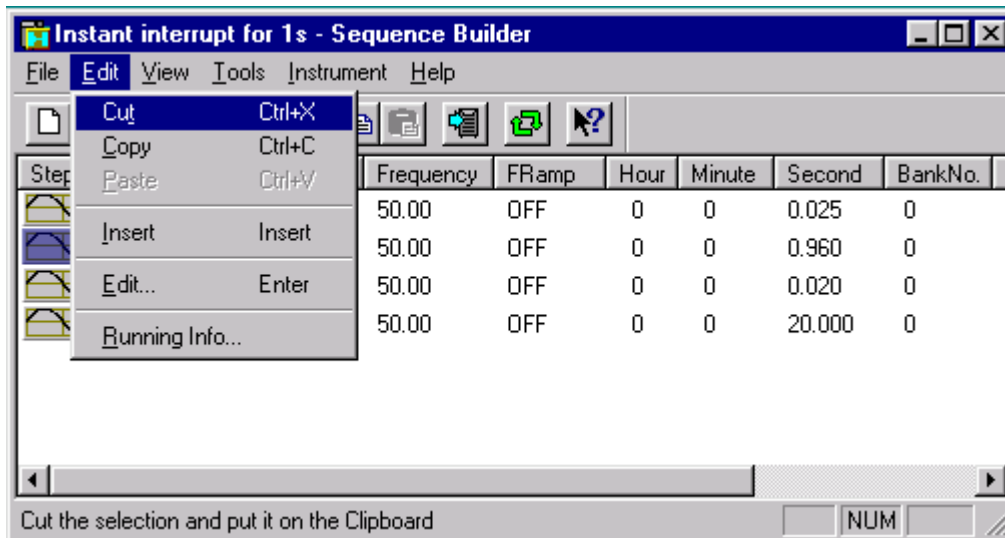 Instant interrupt for 1s - Sequence Builder
File Edit View Tools Instrument Help
Cut Ctrl+X
Copy Ctrl+C
Paste Ctrl+V
Insert Insert
Edit... Enter
Running Info...
Step Frequency FRamp Hour Minute Second BankNo.
50.00 OFF 0 0 0.025 0
50.00 OFF 0 0 0.960 0
50.00 OFF 0 0 0.020 0
50.00 OFF 0 0 20.000 0
Cut the selection and put it on the Clipboard NUM